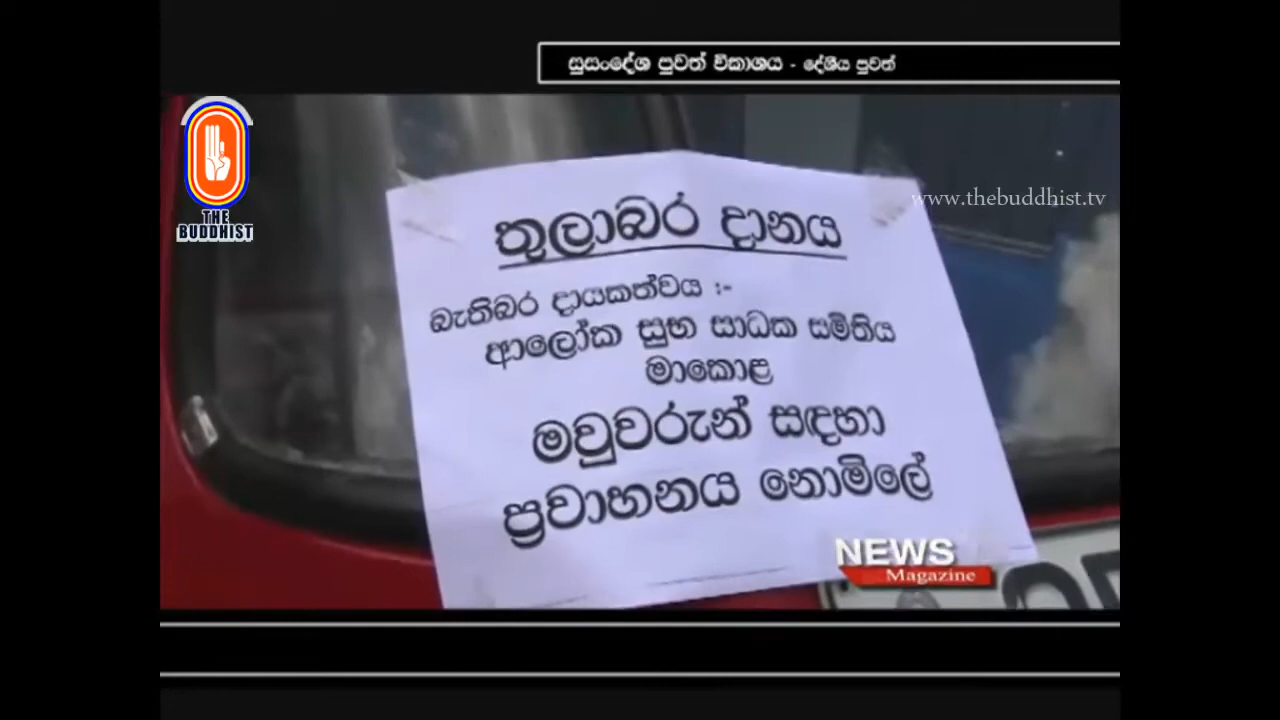 සුසංදේශ පුවත් විකාශය - දේශීය පුවත්
THE
BUDDHIST
www.thebuddhist.tv
තුලාබර දානය
බැතිබර දායකත්වය :-
ආලෝක සුභ සාධක සමිතිය
මාකොළ
මවුවරුන් සඳහා
ප්‍රවාහනය නොමිලේ
NEWS
Magazine